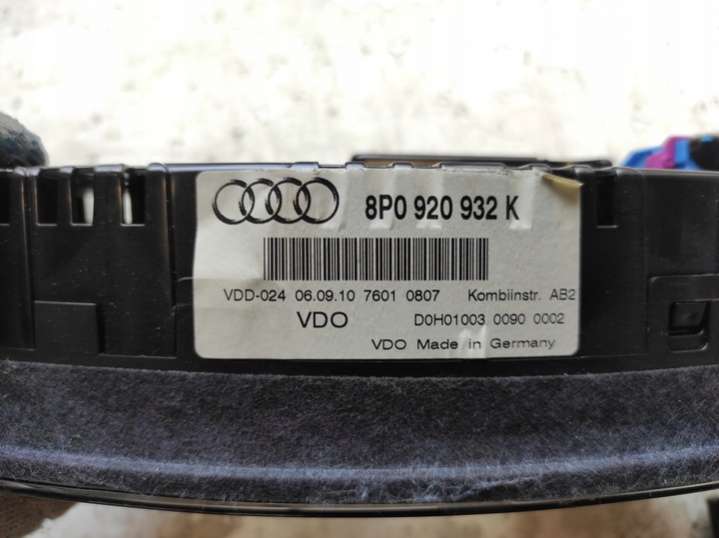 8P0 920 932 K
VDD-024 06.09.10 7601 0807 Kombiinstr. AB2
VDO D0H01003 0090 0002
VDO Made in Germany